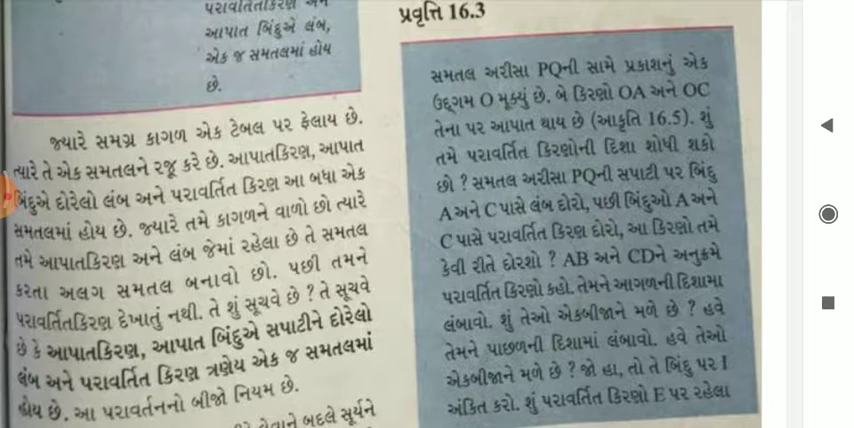 પરાવર્તિતકિરણ અને
આપાત બિંદુએ લંબ,
એક જ સમતલમાં હોય
છે.
જ્યારે સમગ્ર કાગળ એક ટેબલ પર ફેલાય છે.
ત્યારે તે એક સમતલને રજૂ કરે છે. આપાતકિરણ, આપાત
બિંદુએ દોરેલો લંબ અને પરાવર્તિત કિરણ આ બધા એક
સમતલમાં હોય છે. જ્યારે તમે કાગળને વાળો છો ત્યારે
તમે આપાતકિરણ અને લંબ જેમાં રહેલા છે તે સમતલ
કરતા અલગ સમતલ બનાવો છો. પછી તમને
પરાવર્તિતકિરણ દેખાતું નથી. તે શું સૂચવે છે ? તે સૂચવે
છે કે આપાતકિરણ, આપાત બિંદુએ સપાટીને દોરેલો
લંબ અને પરાવર્તિત કિરણ ત્રણેય એક જ સમતલમાં
હોય છે. આ પરાવર્તનનો બીજો નિયમ છે.
લેવાને બદલે સૂર્યને
પ્રવૃત્તિ 16.3
સમતલ અરીસા PQની સામે પ્રકાશનું એક
ઉદ્દગમ O મૂક્યું છે. બે કિરણો OA અને OC
તેના પર આપાત થાય છે (આકૃતિ 16.5). શું
તમે પરાવર્તિત કિરણોની દિશા શોધી શકો
છો ? સમતલ અરીસા PQની સપાટી પર બિંદુ
A અને C પાસે લંબ દોરો, પછી બિંદુઓ A અને
C પાસે પરાવર્તિત કિરણ દોરો, આ કિરણો તમે
કેવી રીતે દોરશો ? AB અને CDને અનુક્રમે
પરાવર્તિત કિરણો કહો. તેમને આગળની દિશામા
લંબાવો. શું તેઓ એકબીજાને મળે છે ? હવે
તેમને પાછળની દિશામાં લંબાવો. હવે તેઓ
એકબીજાને મળે છે ? જો હા, તો તે બિંદુ પર I
અંકિત કરો. શું પરાવર્તિત કિરણો E પર રહેલા